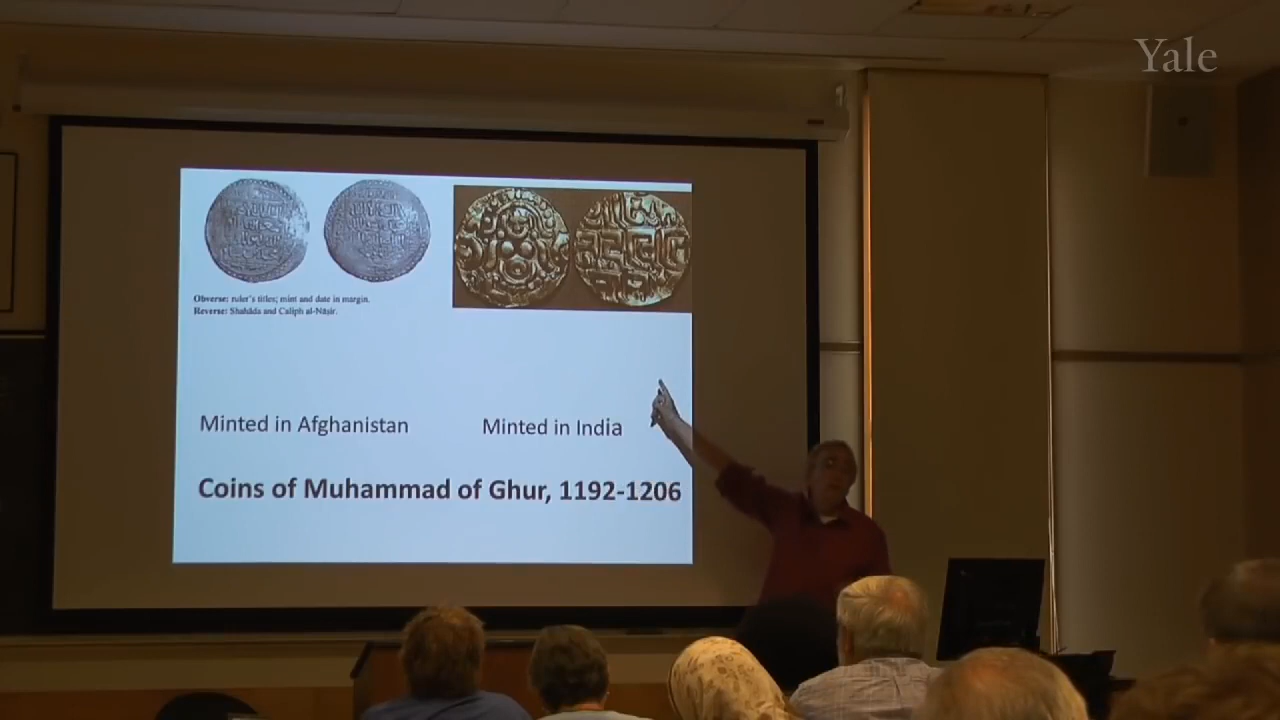 Yale
Obverse: ruler's titles; mint and date in margin.
Reverse: Shahāda and Caliph al-Nāṣir.
Minted in Afghanistan
Minted in India
Coins of Muhammad of Ghur, 1192-1206